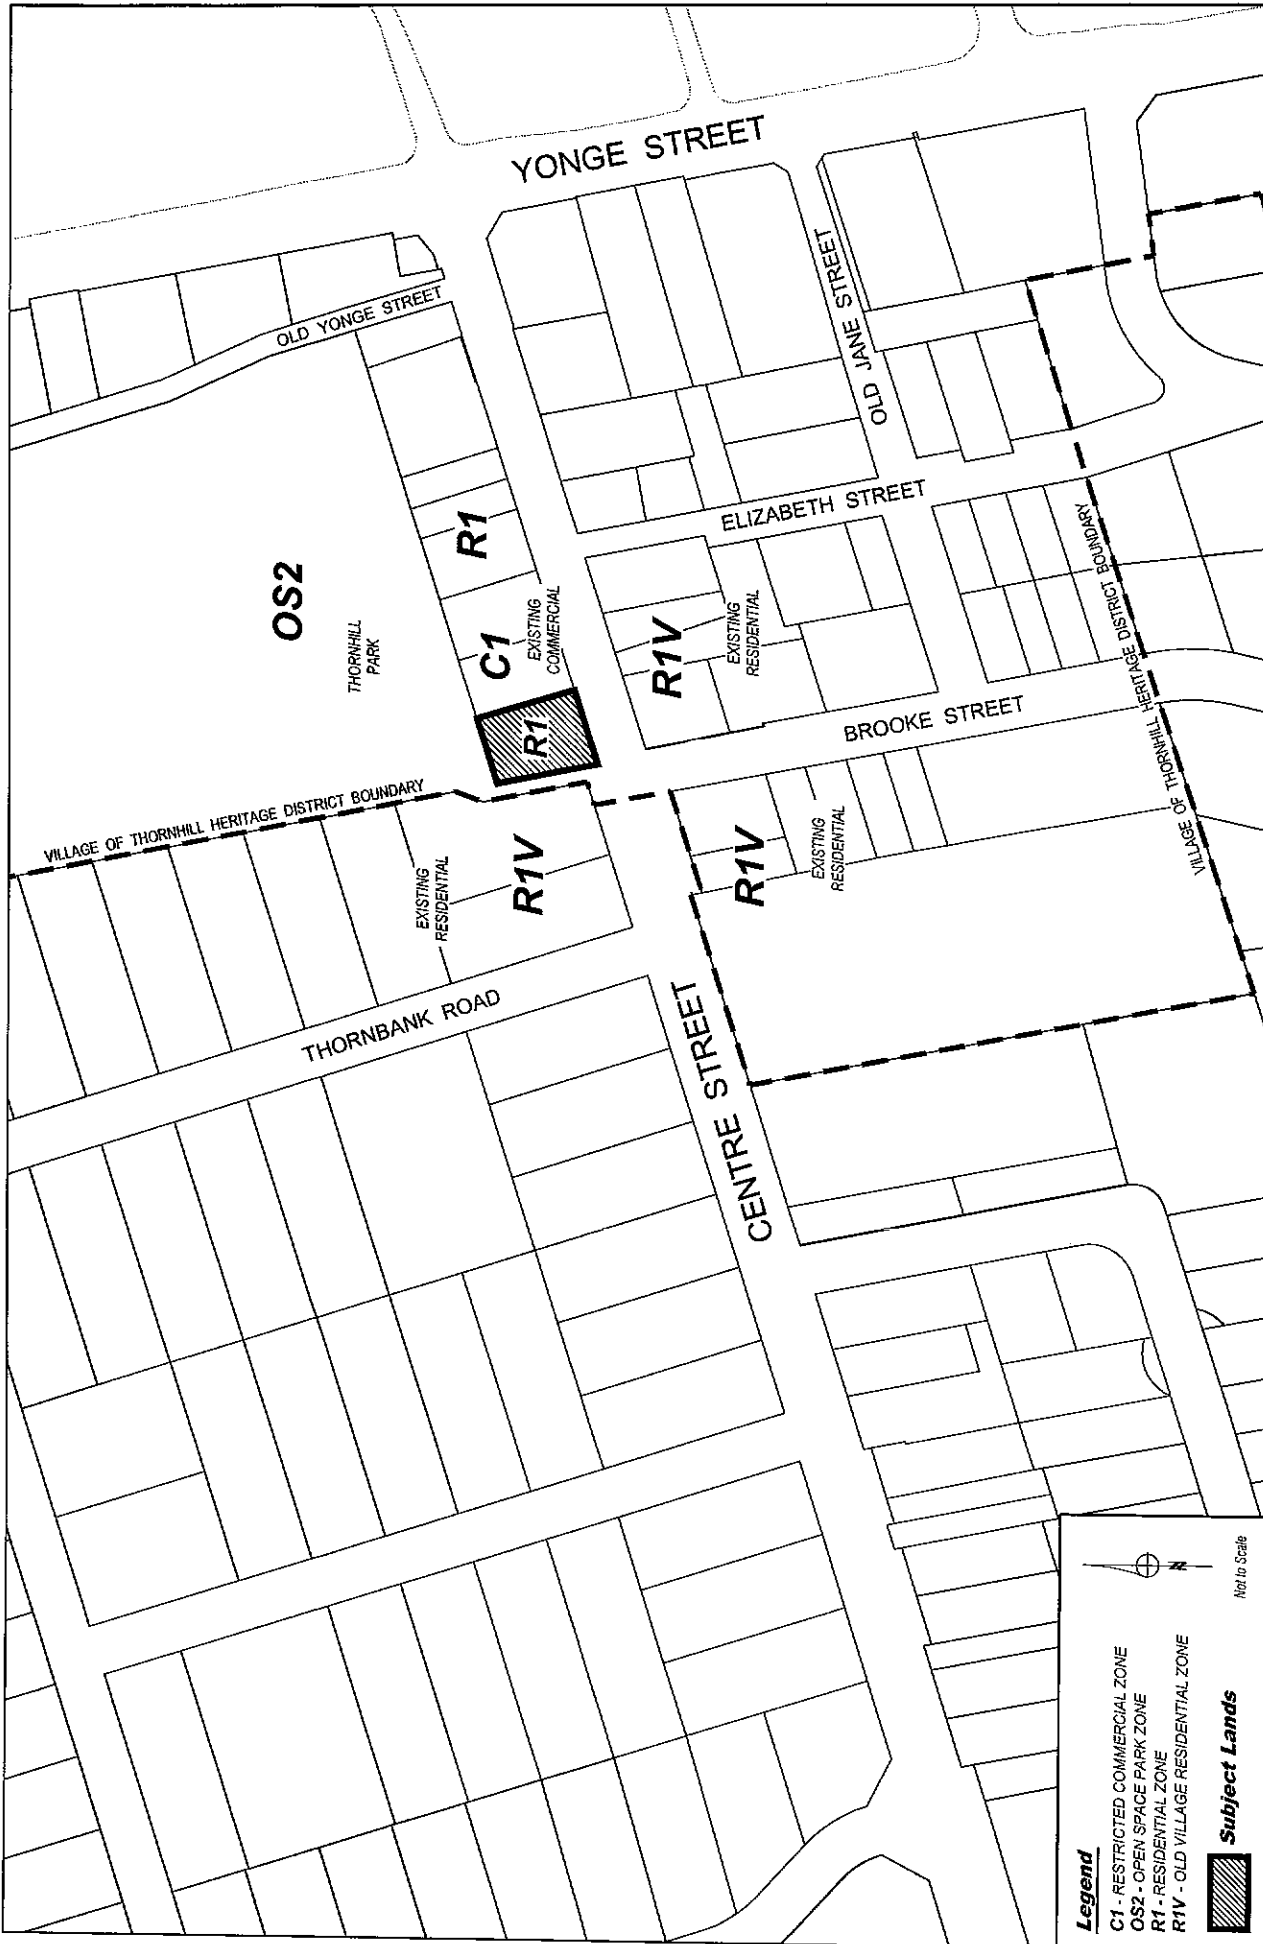 YONGE STREET
OLD YONGE STREET
OLD JANE STREET
OS2
THORNHILL
PARK
R1
C1
EXISTING
COMMERCIAL
ELIZABETH STREET
R1
R1V
EXISTING
RESIDENTIAL
BROOKE STREET
VILLAGE OF THORNHILL HERITAGE DISTRICT BOUNDARY
VILLAGE OF THORNHILL HERITAGE DISTRICT BOUNDARY
EXISTING
RESIDENTIAL
R1V
R1V
EXISTING
RESIDENTIAL
THORNBANK ROAD
CENTRE STREET
Legend
C1 - RESTRICTED COMMERCIAL ZONE
OS2 - OPEN SPACE PARK ZONE
R1 - RESIDENTIAL ZONE
R1V - OLD VILLAGE RESIDENTIAL ZONE
Subject Lands
N
Not to Scale